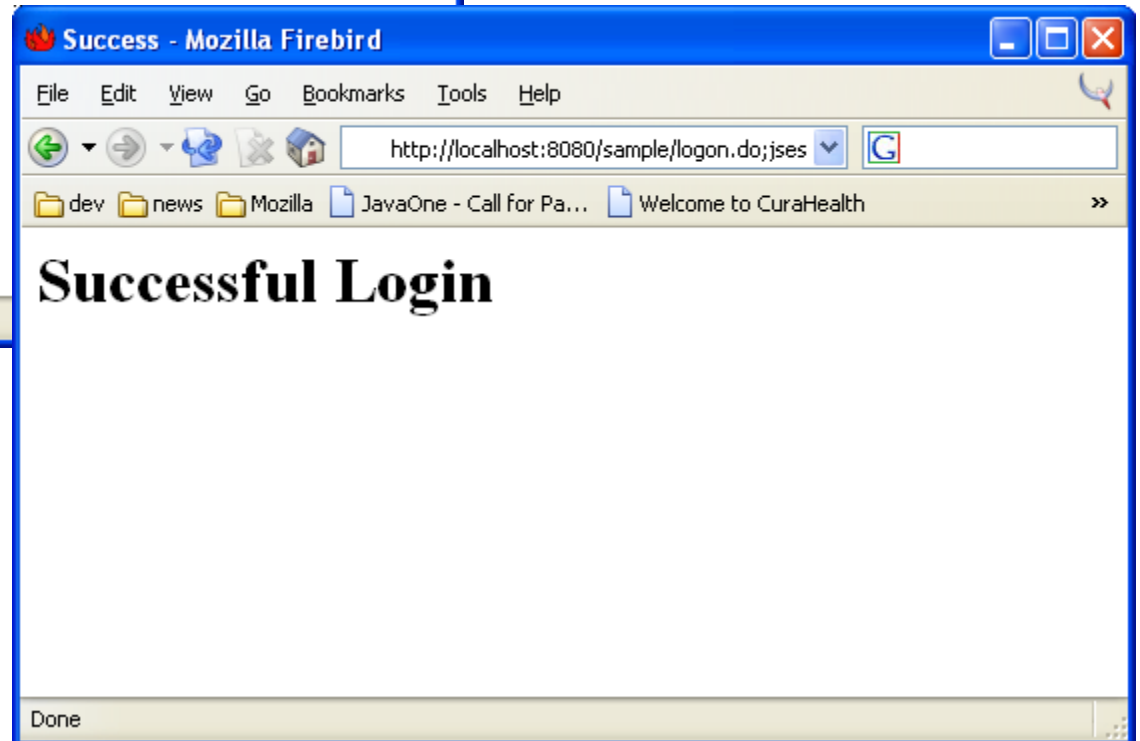 Success - Mozilla Firebird
File Edit View Go Bookmarks Tools Help
http://localhost:8080/sample/logon.do;jses G
dev news Mozilla JavaOne - Call for Pa... Welcome to CuraHealth »
Successful Login
Done